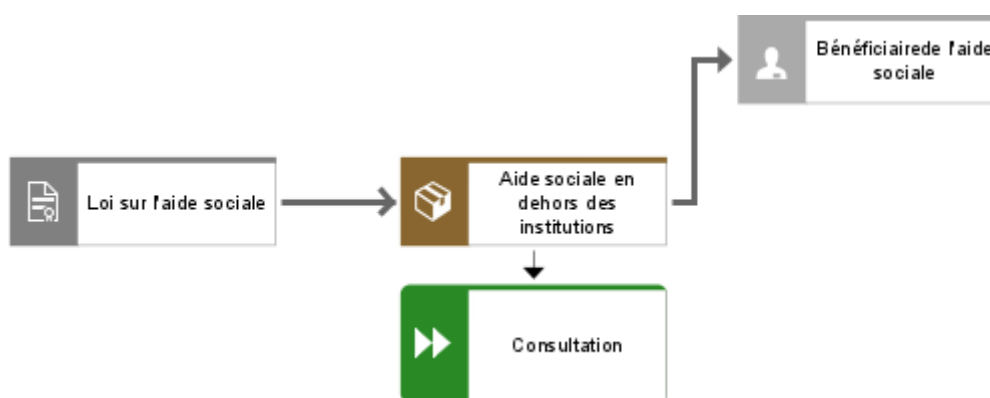 Bénéficiairede l'aide
sociale
Loi sur l'aide sociale
Aide sociale en
dehors des
institutions
Consultation